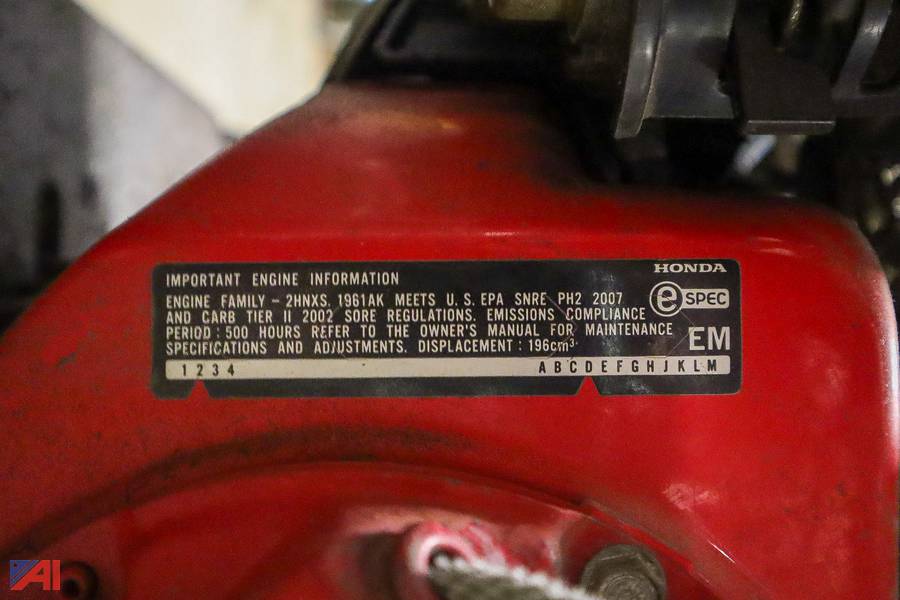 HONDA
IMPORTANT ENGINE INFORMATION
ENGINE FAMILY - 2HNXS. 1961AK MEETS U. S. EPA SNRE PH2 2007
AND CARB TIER II 2002 SORE REGULATIONS. EMISSIONS COMPLIANCE
PERIOD : 500 HOURS REFER TO THE OWNER'S MANUAL FOR MAINTENANCE
SPECIFICATIONS AND ADJUSTMENTS. DISPLACEMENT : 196cm³·
e SPEC
EM
1 2 3 4 A B C D E F G H J K L M
AI